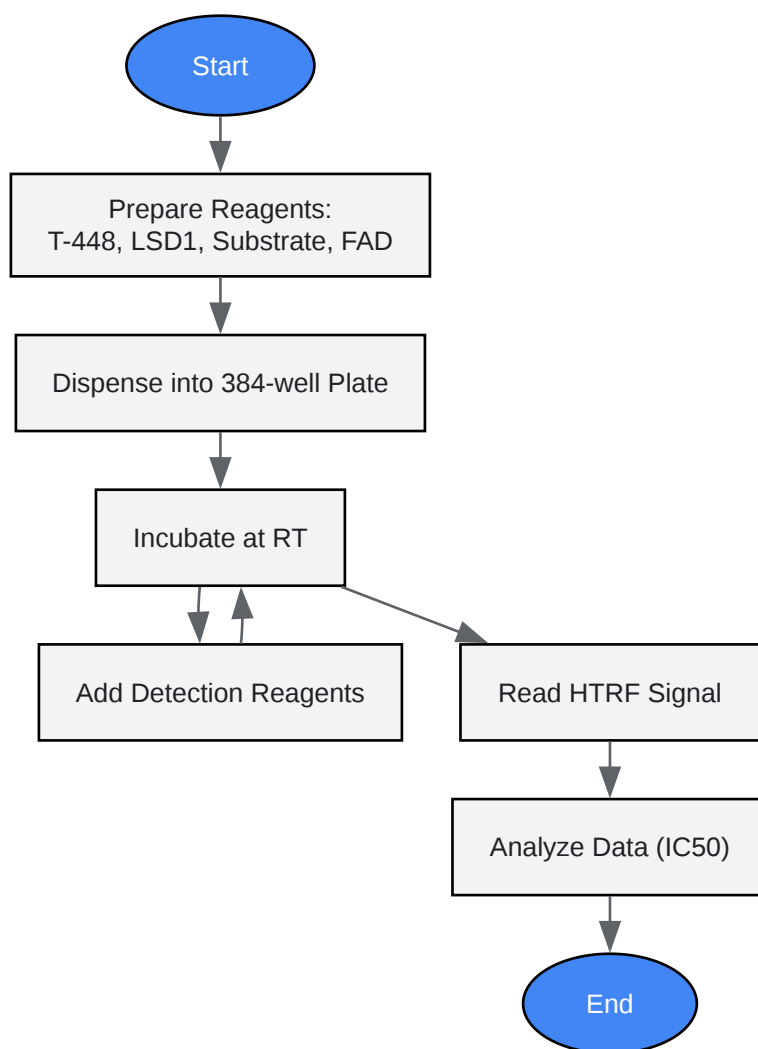 Start
Prepare Reagents:
T-448, LSD1, Substrate, FAD
Dispense into 384-well Plate
Incubate at RT
Add Detection Reagents
Read HTRF Signal
Analyze Data (IC50)
End